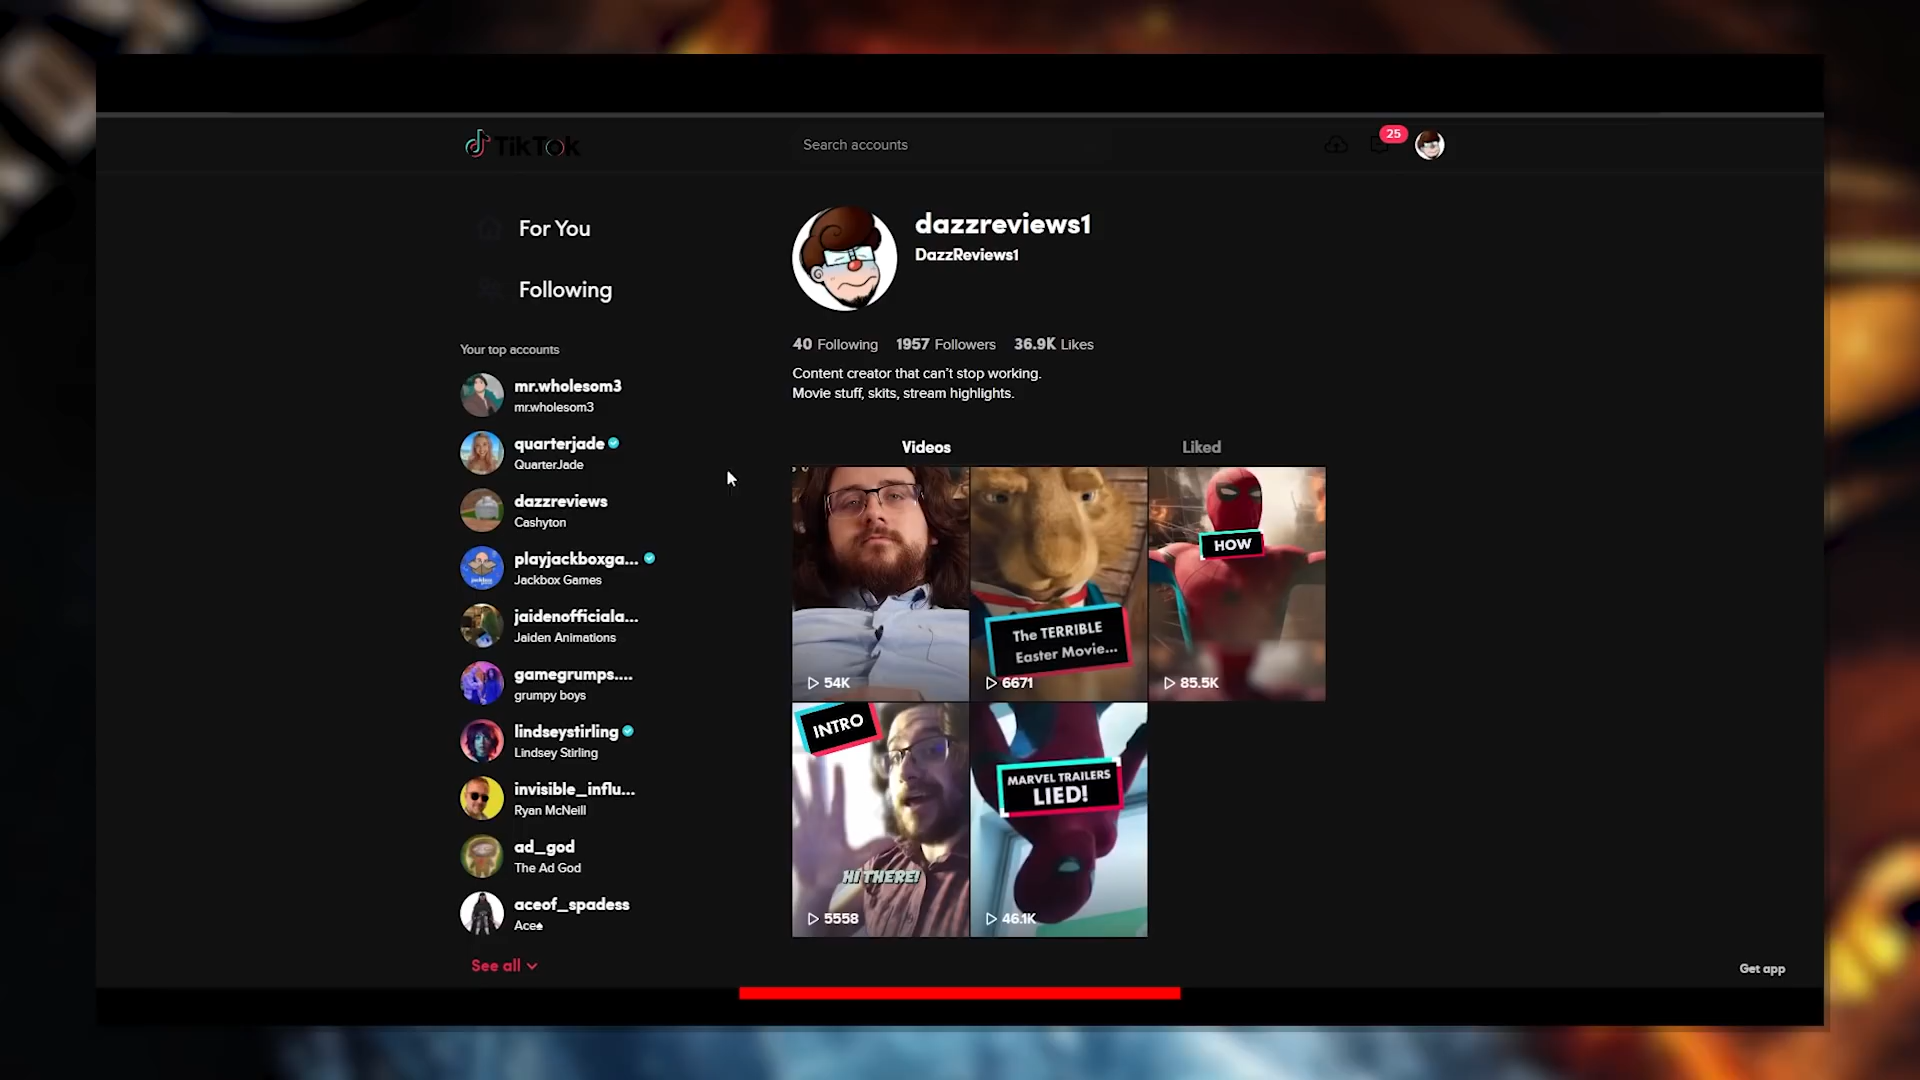 TikTok
Search accounts
25
For You
Following
Your top accounts
mr.wholesom3
mr.wholesom3
quarterjade
QuarterJade
dazzreviews
Cashyton
playjackboxga...
Jackbox Games
jaidenofficiala...
Jaiden Animations
gamegrumps....
grumpy boys
lindseystirling
Lindsey Stirling
invisible_influ...
Ryan McNeill
ad_god
The Ad God
aceof_spadess
Ace♠
See all
dazzreviews1
DazzReviews1
40 Following 1957 Followers 36.9K Likes
Content creator that can't stop working.
Movie stuff, skits, stream highlights.
Videos Liked
54K
The TERRIBLE
Easter Movie...
6671
HOW
85.5K
INTRO
HI THERE!
5558
MARVEL TRAILERS
LIED!
46.1K
Get app